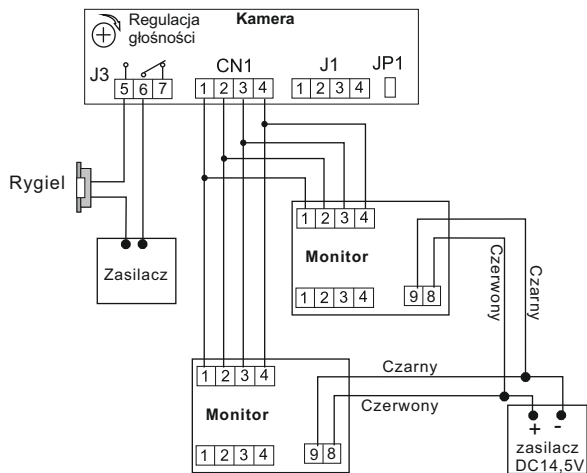 Kamera
Regulacja
głośności
J3
CN1
J1
JP1
5 6 7
1 2 3 4
1 2 3 4
Rygiel
Zasilacz
1 2 3 4
Monitor
9 8
1 2 3 4
Czerwony
Czarny
1 2 3 4
Monitor
9 8
1 2 3 4
Czarny
Czerwony
+ -
zasilacz
DC14,5V